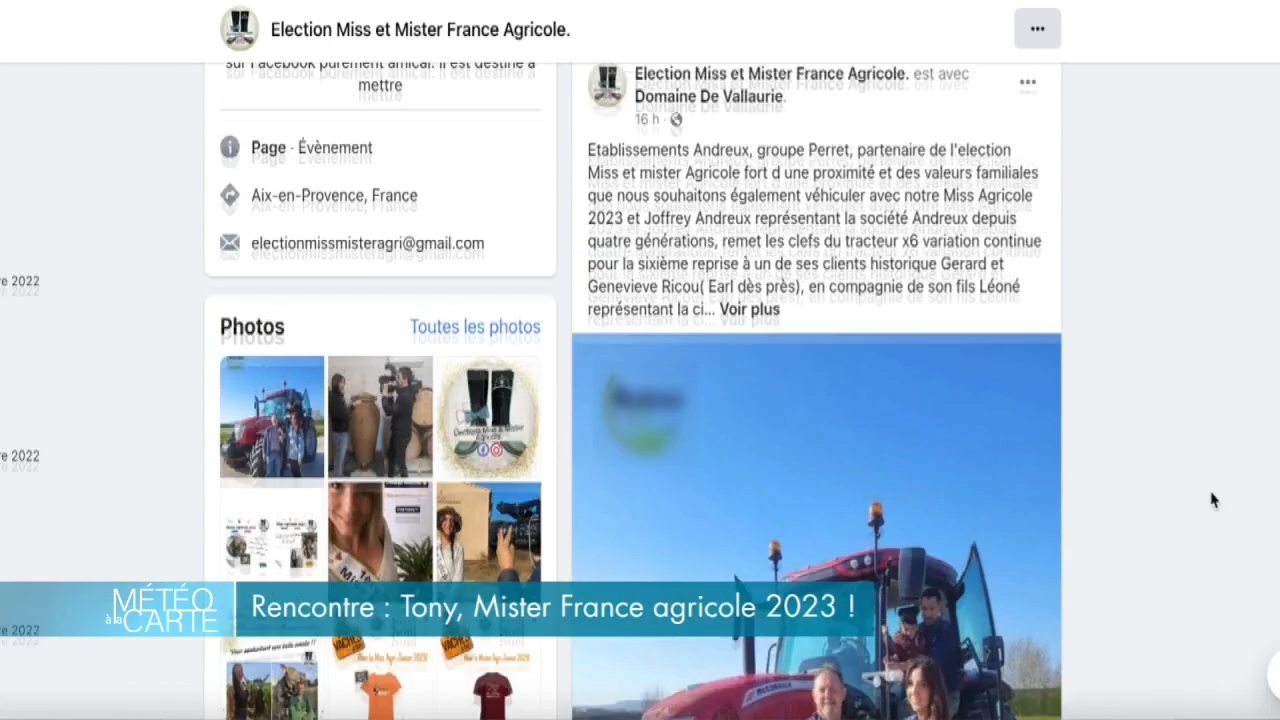 Election Miss et Mister France Agricole.
sur Facebook purement amical. Il est destiné à
mettre
Page · Évènement
Aix-en-Provence, France
electionmissmisteragri@gmail.com
e 2022
e 2022
e 2022
Photos
Toutes les photos
Election Miss et Mister France Agricole. est avec
Domaine De Vallaurie.
16 h ·
Etablissements Andreux, groupe Perret, partenaire de l'election
Miss et mister Agricole fort d une proximité et des valeurs familiales
que nous souhaitons également véhiculer avec notre Miss Agricole
2023 et Joffrey Andreux représentant la société Andreux depuis
quatre générations, remet les clefs du tracteur x6 variation continue
pour la sixième reprise à un de ses clients historique Gerard et
Genevieve Ricou( Earl dès près), en compagnie de son fils Léoné
représentant la ci... Voir plus
Elections Miss & Mister
Agricole
VACHES
VACHES
MÉTÉO
à la CARTE
Rencontre : Tony, Mister France agricole 2023 !